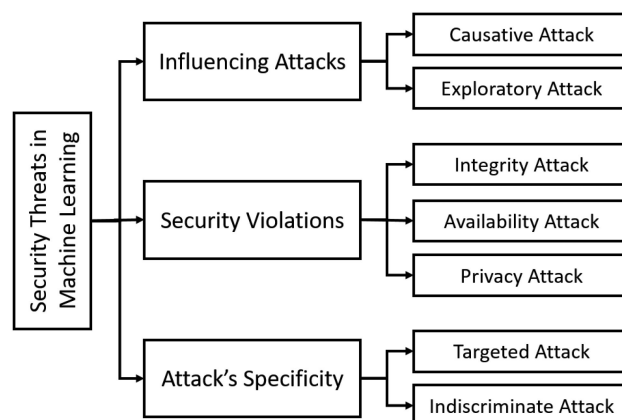 Security Threats in
Machine Learning
Influencing Attacks
Causative Attack
Exploratory Attack
Security Violations
Integrity Attack
Availability Attack
Privacy Attack
Attack's Specificity
Targeted Attack
Indiscriminate Attack